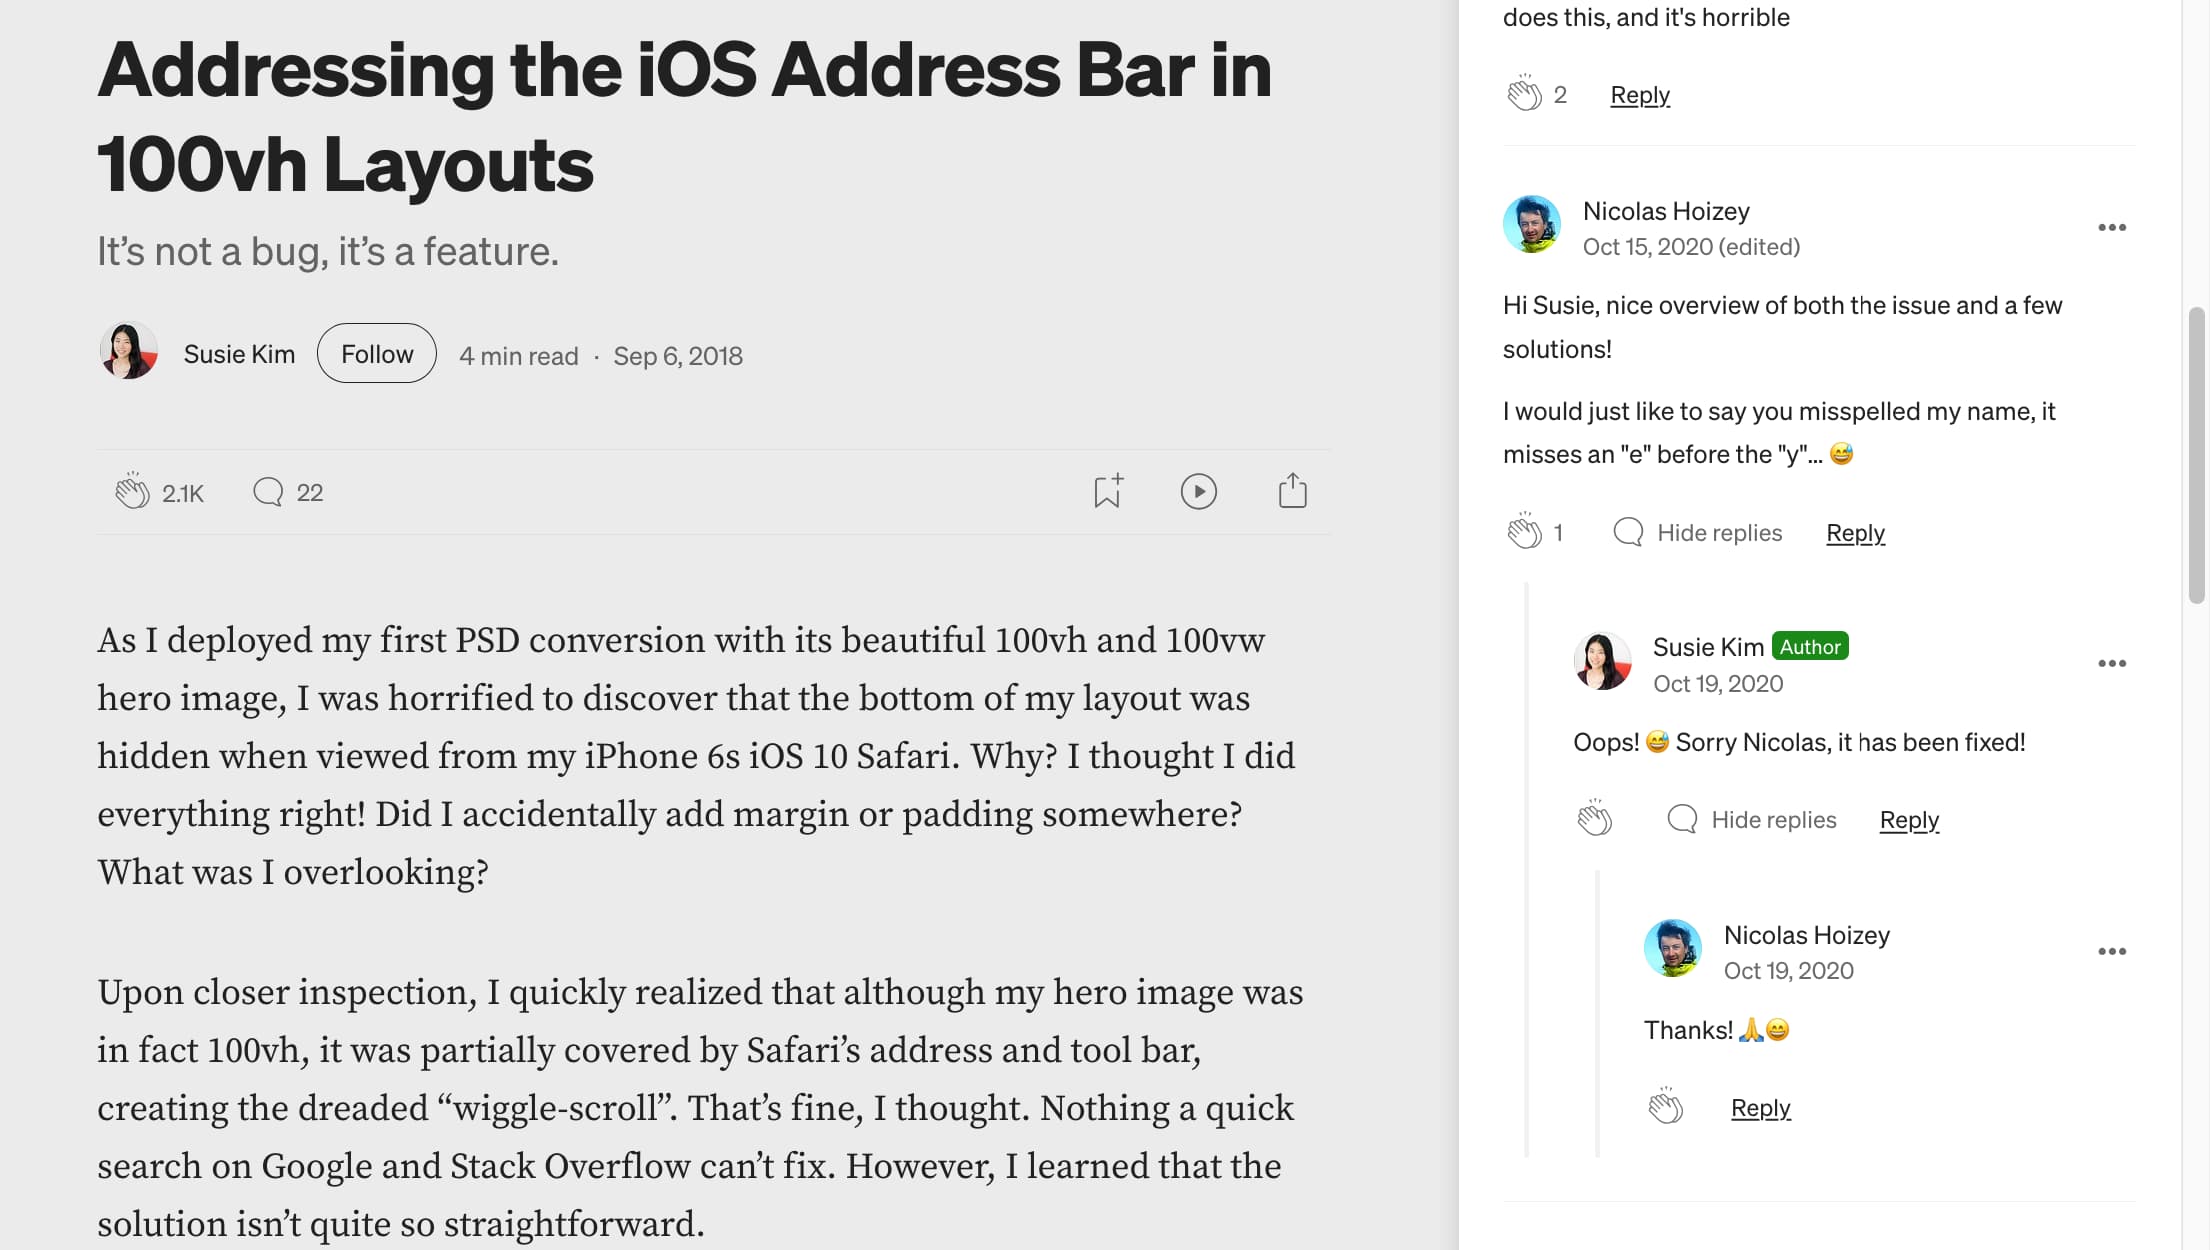 Addressing the iOS Address Bar in
100vh Layouts
It’s not a bug, it’s a feature.
Susie Kim Follow 4 min read · Sep 6, 2018
2.1K 22
As I deployed my first PSD conversion with its beautiful 100vh and 100vw
hero image, I was horrified to discover that the bottom of my layout was
hidden when viewed from my iPhone 6s iOS 10 Safari. Why? I thought I did
everything right! Did I accidentally add margin or padding somewhere?
What was I overlooking?
Upon closer inspection, I quickly realized that although my hero image was
in fact 100vh, it was partially covered by Safari’s address and tool bar,
creating the dreaded “wiggle-scroll”. That’s fine, I thought. Nothing a quick
search on Google and Stack Overflow can’t fix. However, I learned that the
solution isn’t quite so straightforward.
does this, and it's horrible
2 Reply
Nicolas Hoizey
Oct 15, 2020 (edited)
Hi Susie, nice overview of both the issue and a few
solutions!
I would just like to say you misspelled my name, it
misses an "e" before the "y"... 😅
1 Hide replies Reply
Susie Kim Author
Oct 19, 2020
Oops! 😅 Sorry Nicolas, it has been fixed!
Hide replies Reply
Nicolas Hoizey
Oct 19, 2020
Thanks! 🙏😄
Reply